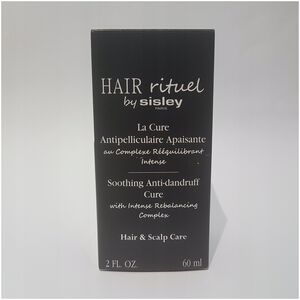 HAIR rituel
by sisley
PARIS
La Cure
Antipelliculaire Apaisante
au Complexe Rééquilibrant
Intense
Soothing Anti-dandruff
Cure
with Intense Rebalancing
Complex
Hair & Scalp Care
2 FL. OZ. 60 ml